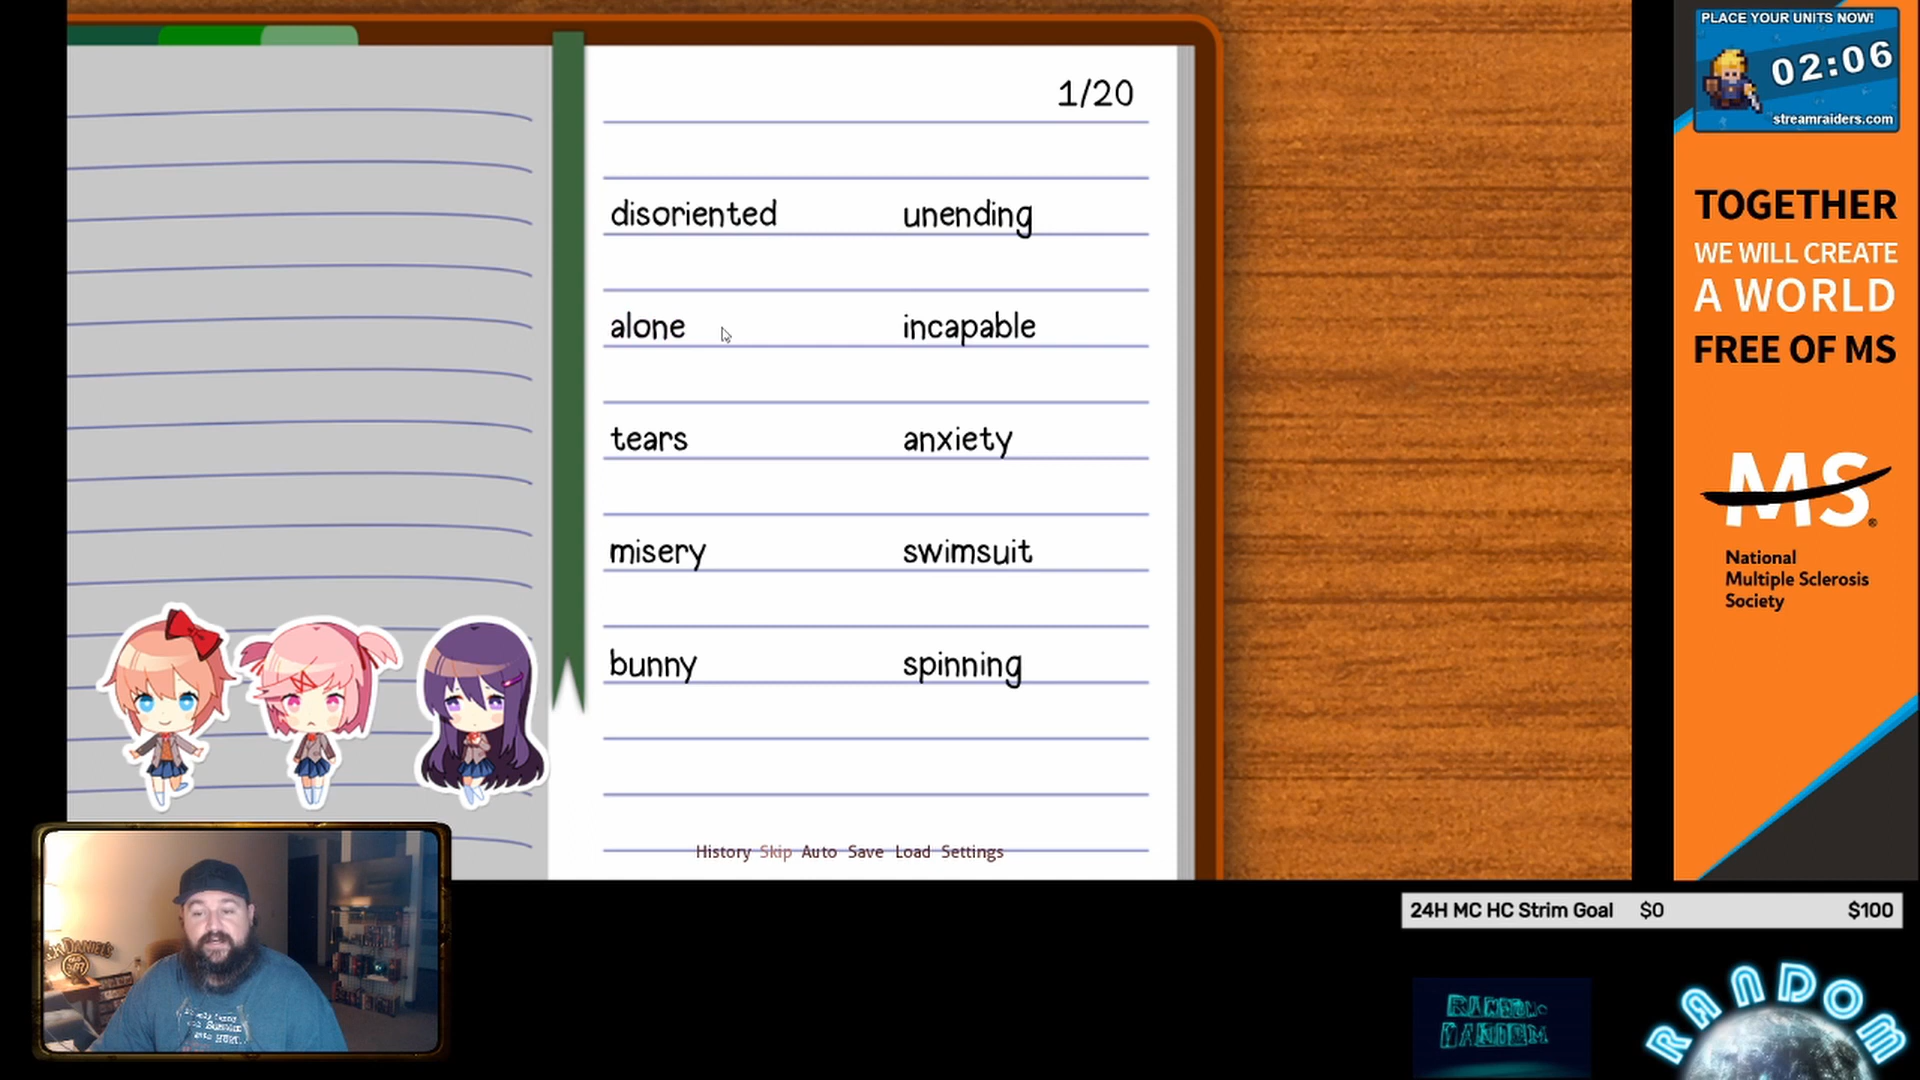 1/20
disoriented unending
alone incapable
tears anxiety
misery swimsuit
bunny spinning
History Skip Auto Save Load Settings
PLACE YOUR UNITS NOW!
02:06
streamraiders.com
TOGETHER
WE WILL CREATE
A WORLD
FREE OF MS
MS®
National
Multiple Sclerosis
Society
24H MC HC Strim Goal $0 $100
RANDOM